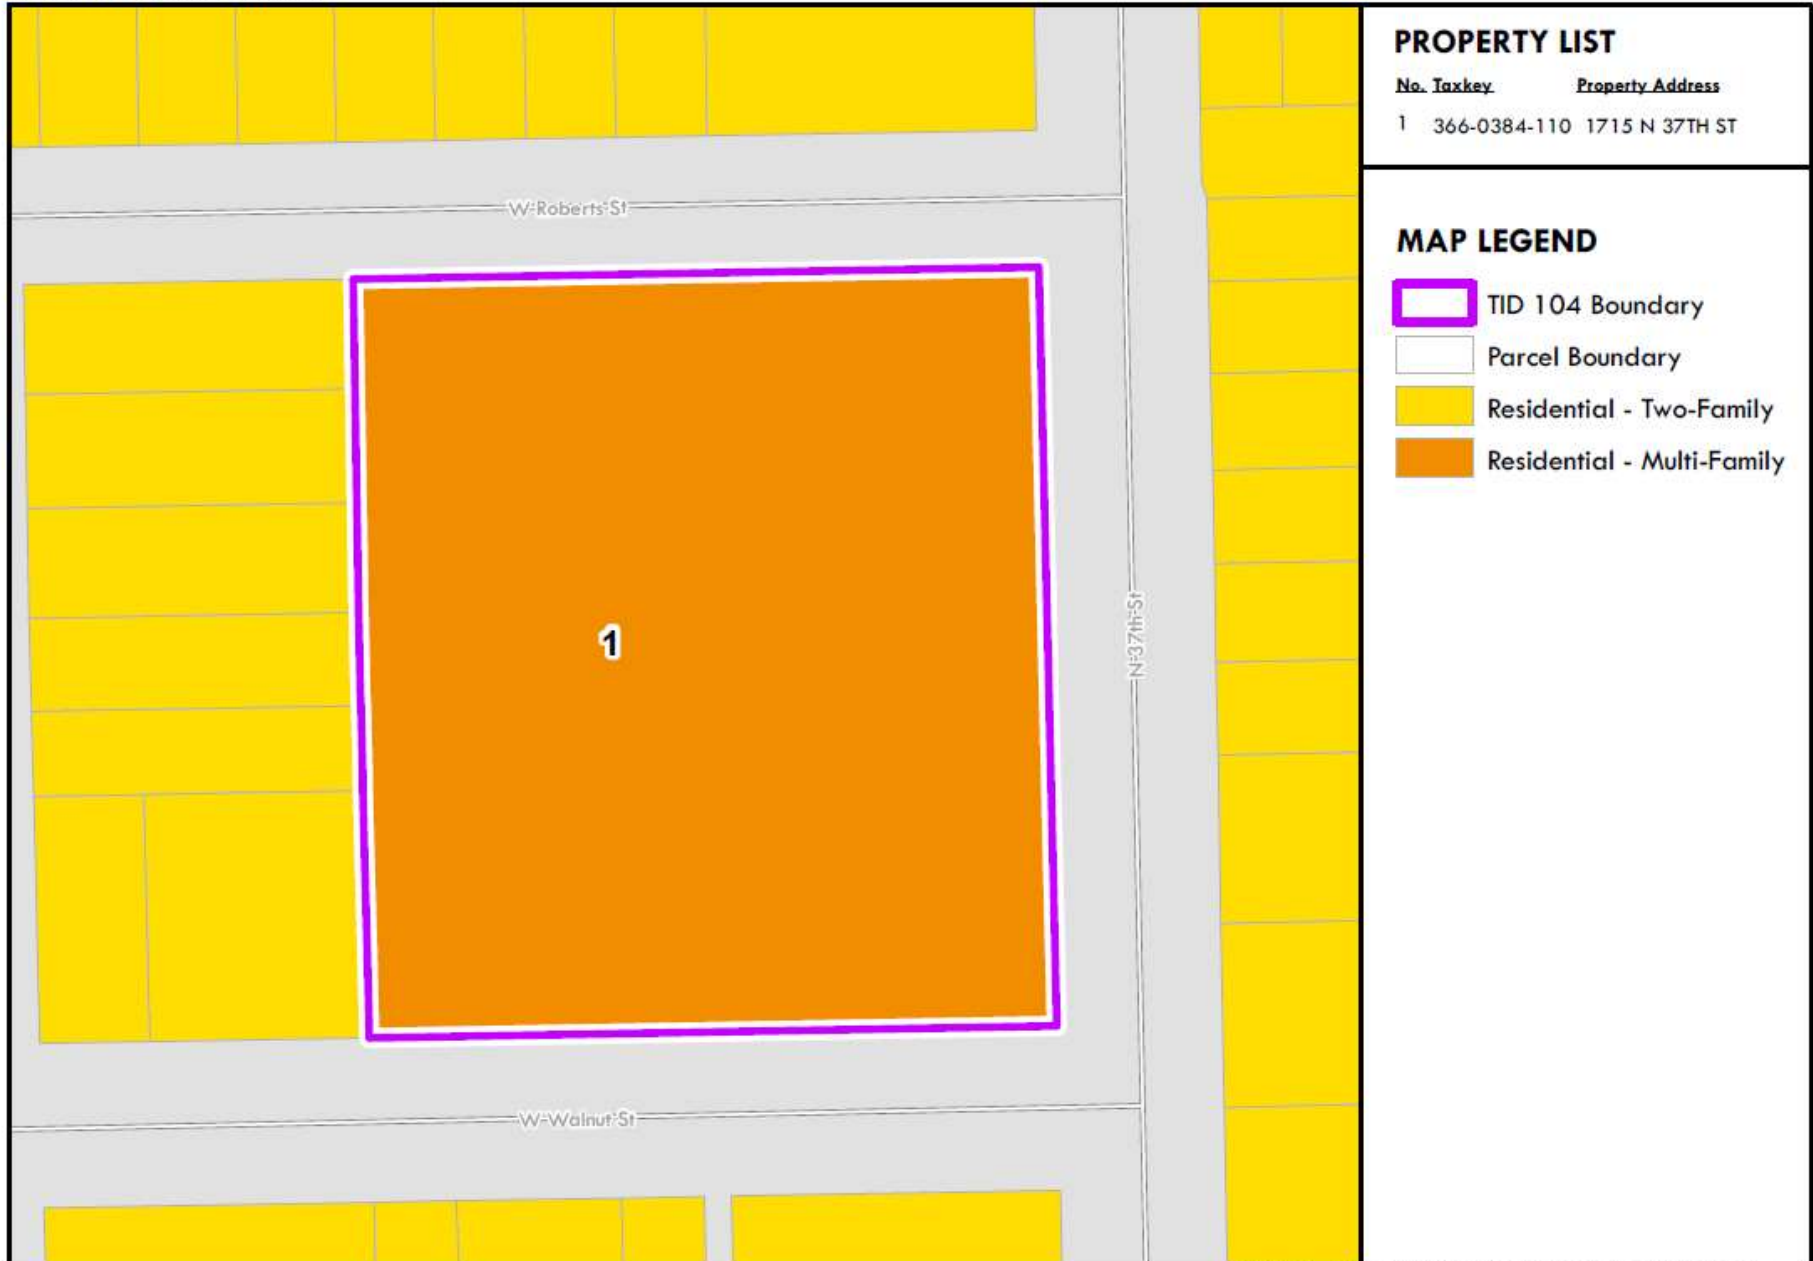 PROPERTY LIST
No. Taxkey Property Address
1 366-0384-110 1715 N 37TH ST
MAP LEGEND
TID 104 Boundary
Parcel Boundary
Residential - Two-Family
Residential - Multi-Family
W Roberts St
1
N 37th St
W Walnut St